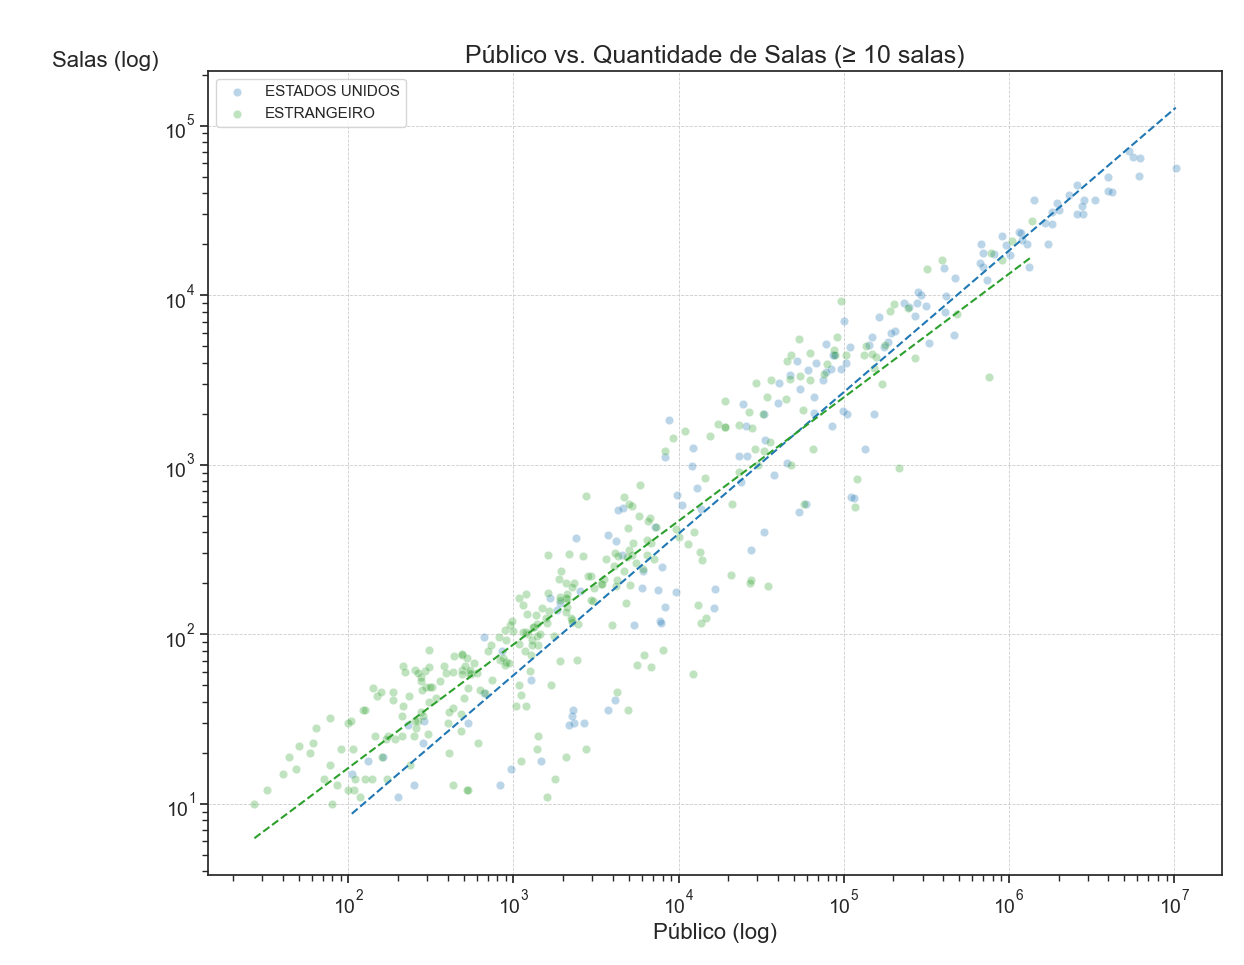 Público vs. Quantidade de Salas (≥ 10 salas)
Salas (log)
ESTADOS UNIDOS
ESTRANGEIRO
10^5
10^4
10^3
10^2
10^1
10^2 10^3 10^4 10^5 10^6 10^7
Público (log)